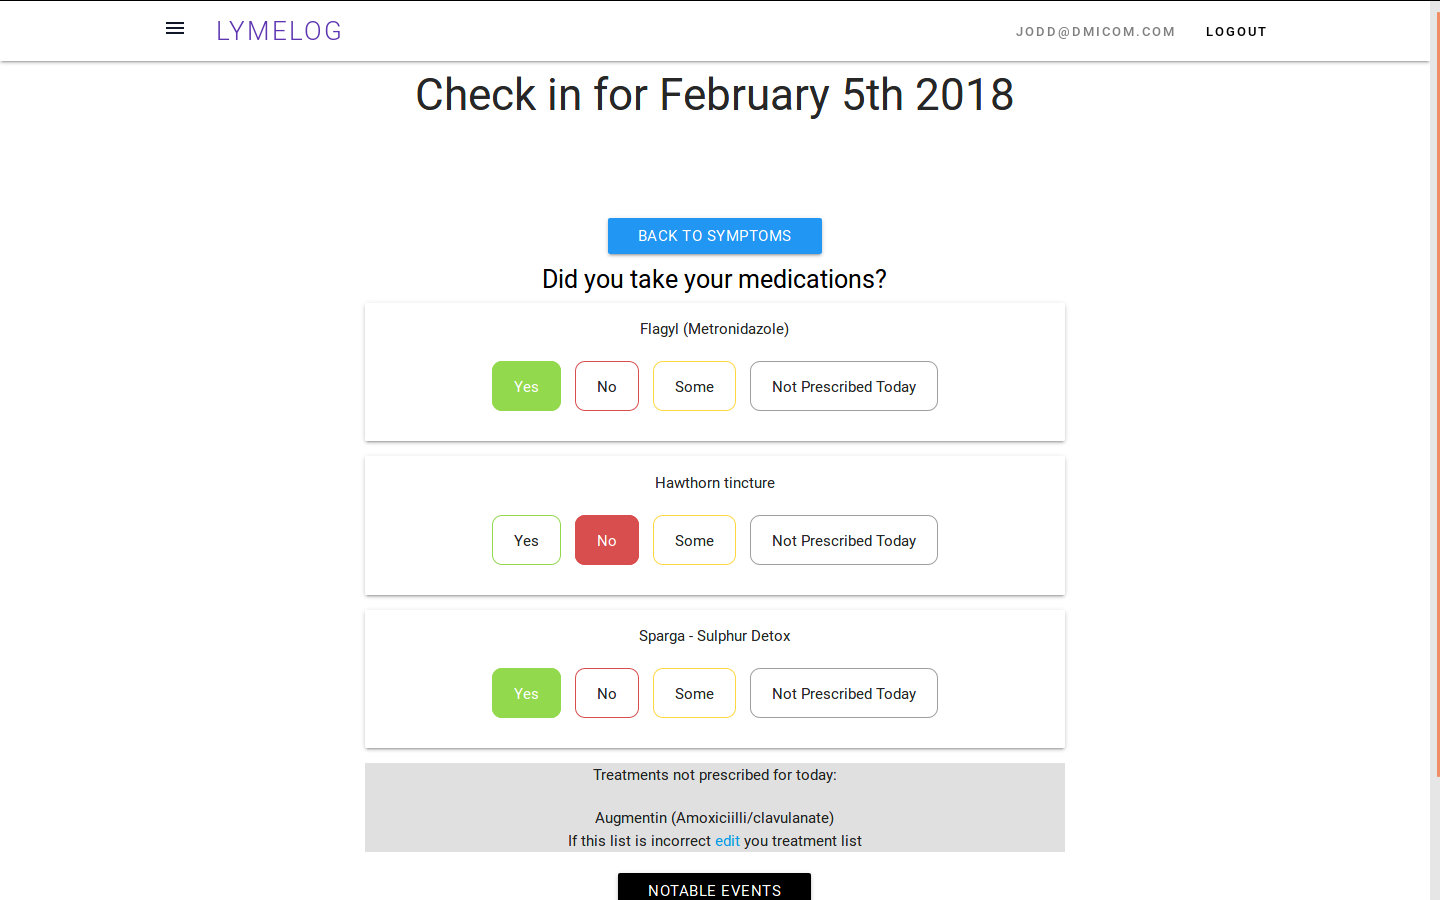 LYMELOG
JODD@DMICOM.COM LOGOUT
Check in for February 5th 2018
BACK TO SYMPTOMS
Did you take your medications?
Flagyl (Metronidazole)
Yes No Some Not Prescribed Today
Hawthorn tincture
Yes No Some Not Prescribed Today
Sparga - Sulphur Detox
Yes No Some Not Prescribed Today
Treatments not prescribed for today:
Augmentin (Amoxiciilli/clavulanate)
If this list is incorrect edit you treatment list
NOTABLE EVENTS